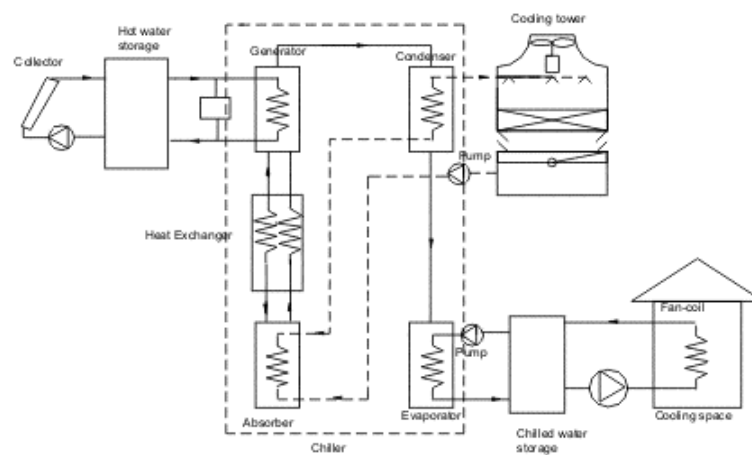 Hot water
storage
Cooling tower
Generator
Condenser
Collector
Pump
Heat Exchanger
Fan-coil
Pump
Absorber
Evaporator
Cooling space
Chilled water
storage
Chiller